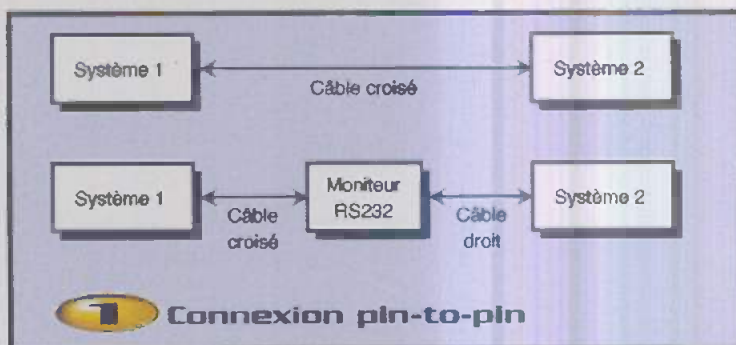 Système 1
Système 2
Câble croisé
Système 1
Moniteur
RS232
Système 2
Câble
croisé
Câble
droit
1 Connexion pin-to-pin